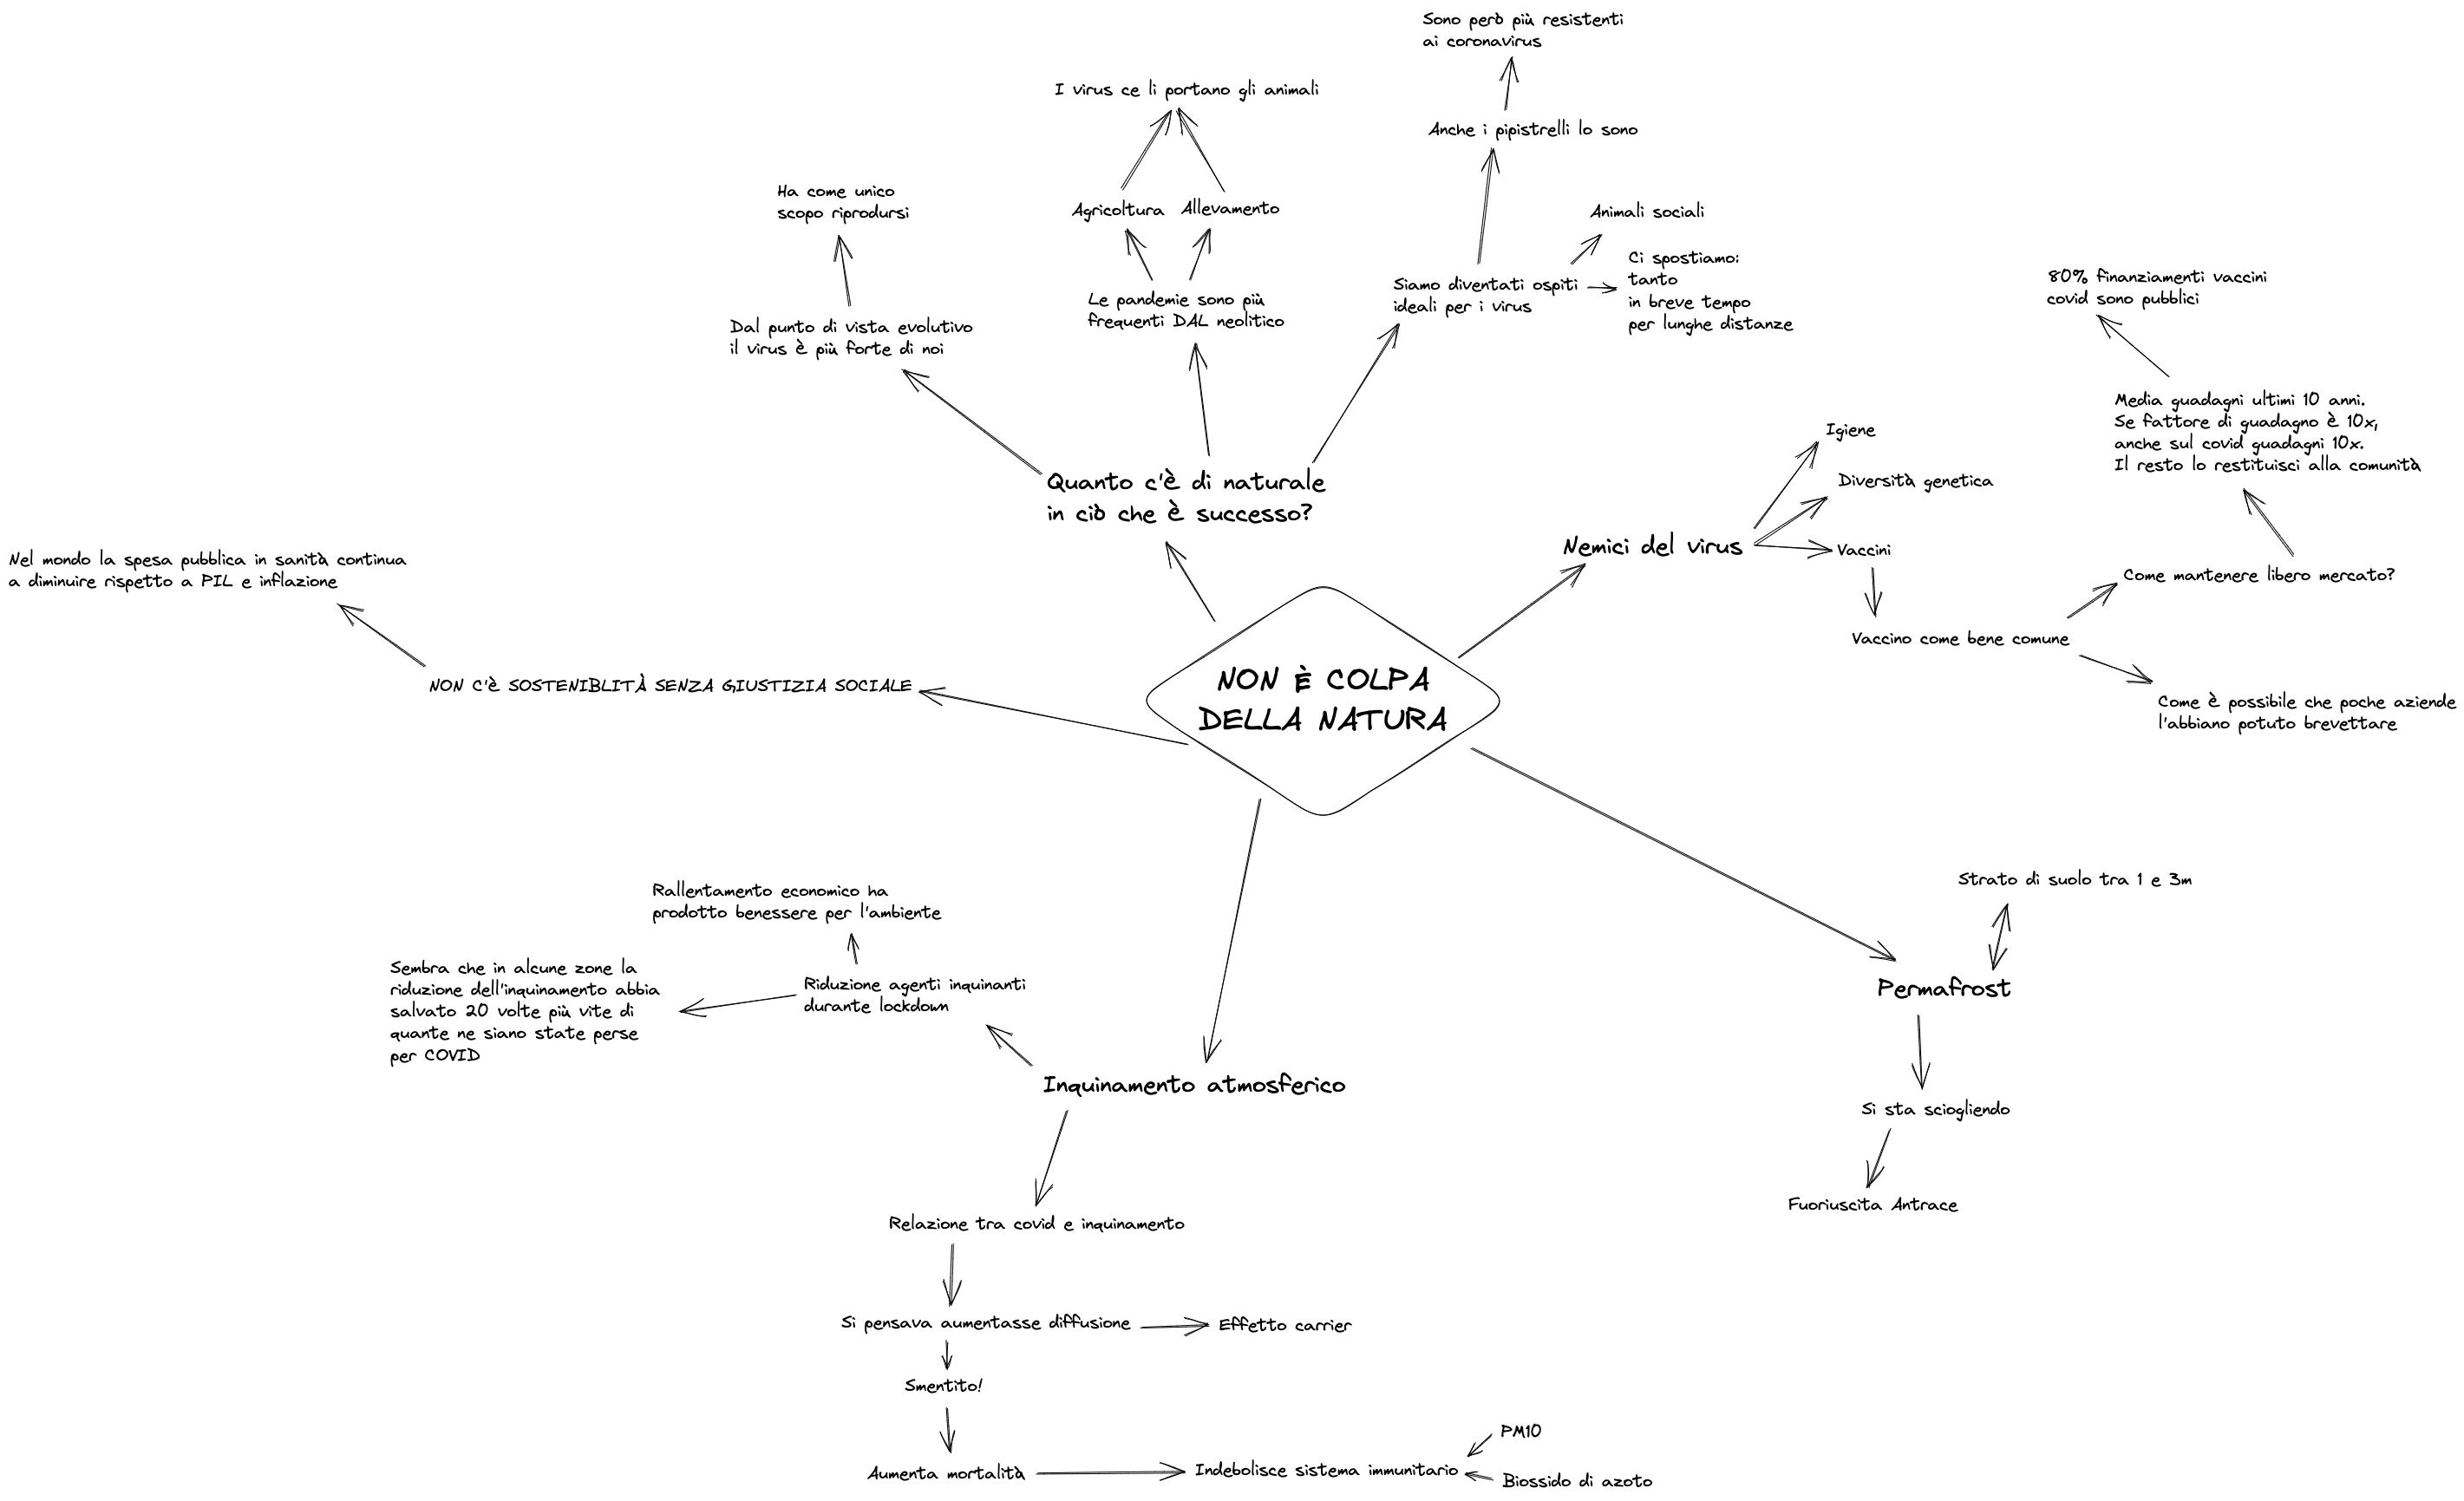 Sono però più resistenti
ai coronavirus
I virus ce li portano gli animali
Anche i pipistrelli lo sono
Ha come unico
scopo riprodursi
Agricoltura
Allevamento
Animali sociali
Ci spostiamo:
tanto
in breve tempo
per lunghe distanze
Siamo diventati ospiti
ideali per i virus
Le pandemie sono più
frequenti DAL neolitico
Dal punto di vista evolutivo
il virus è più forte di noi
80% finanziamenti vaccini
covid sono pubblici
Media guadagni ultimi 10 anni.
Se fattore di guadagno è 10x,
anche sul covid guadagni 10x.
Il resto lo restituisci alla comunità
Igiene
Diversità genetica
Quanto c'è di naturale
in ciò che è successo?
Nemici del virus
Vaccini
Come mantenere libero mercato?
Nel mondo la spesa pubblica in sanità continua
a diminuire rispetto a PIL e inflazione
Vaccino come bene comune
NON C'è SOSTENIBLITÀ SENZA GIUSTIZIA SOCIALE
NON È COLPA
DELLA NATURA
Come è possibile che poche aziende
l'abbiano potuto brevettare
Rallentamento economico ha
prodotto benessere per l'ambiente
Strato di suolo tra 1 e 3m
Sembra che in alcune zone la
riduzione dell'inquinamento abbia
salvato 20 volte più vite di
quante ne siano state perse
per COVID
Riduzione agenti inquinanti
durante lockdown
Permafrost
Inquinamento atmosferico
Si sta sciogliendo
Fuoriuscita Antrace
Relazione tra covid e inquinamento
Si pensava aumentasse diffusione
Effetto carrier
Smentito!
PM10
Aumenta mortalità
Indebolisce sistema immunitario
Biossido di azoto